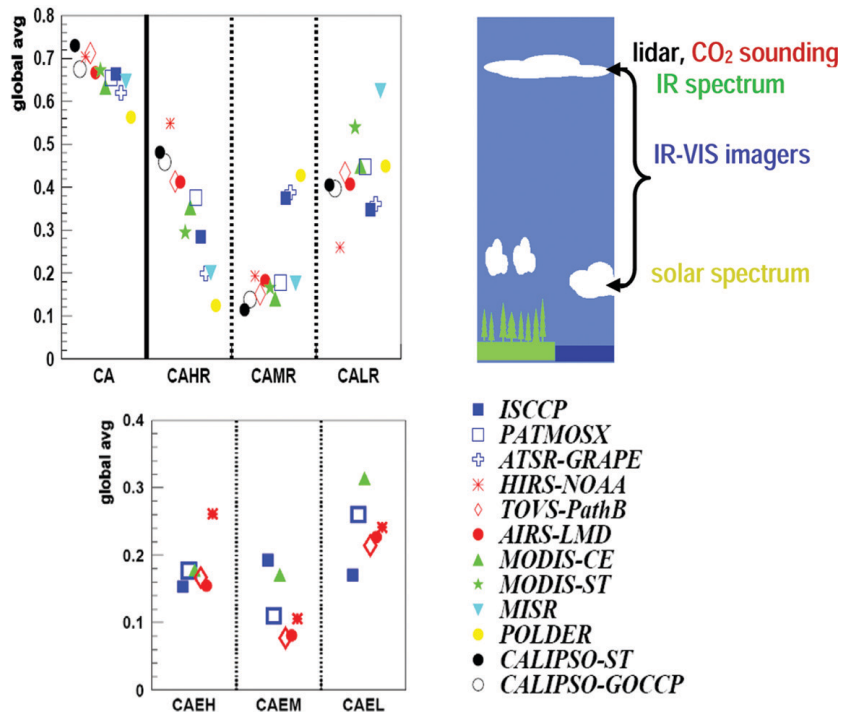 global avg
0.8
0.7
0.6
0.5
0.4
0.3
0.2
0.1
0
CA CAHR CAMR CALR
lidar, CO₂ sounding
IR spectrum
IR-VIS imagers
solar spectrum
global avg
0.4
0.3
0.2
0.1
0
CAEH CAEM CAEL
ISCCP
PATMOSX
ATSR-GRAPE
HIRS-NOAA
TOVS-PathB
AIRS-LMD
MODIS-CE
MODIS-ST
MISR
POLDER
CALIPSO-ST
CALIPSO-GOCCP